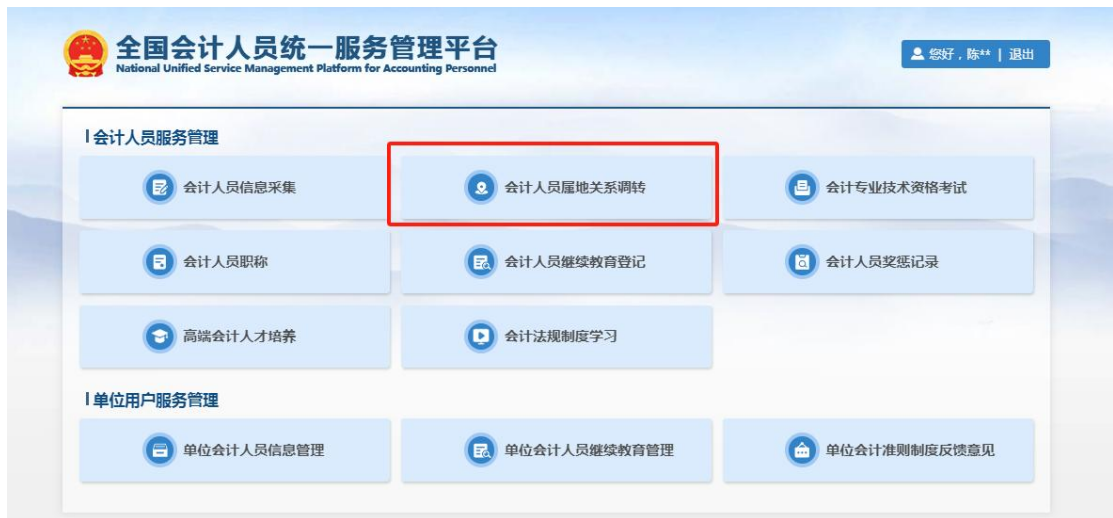 全国会计人员统一服务管理平台
National Unified Service Management Platform for Accounting Personnel
您好，陈** | 退出
会计人员服务管理
会计人员信息采集
会计人员属地关系调转
会计专业技术资格考试
会计人员职称
会计人员继续教育登记
会计人员奖惩记录
高端会计人才培养
会计法规制度学习
单位用户服务管理
单位会计人员信息管理
单位会计人员继续教育管理
单位会计准则制度反馈意见